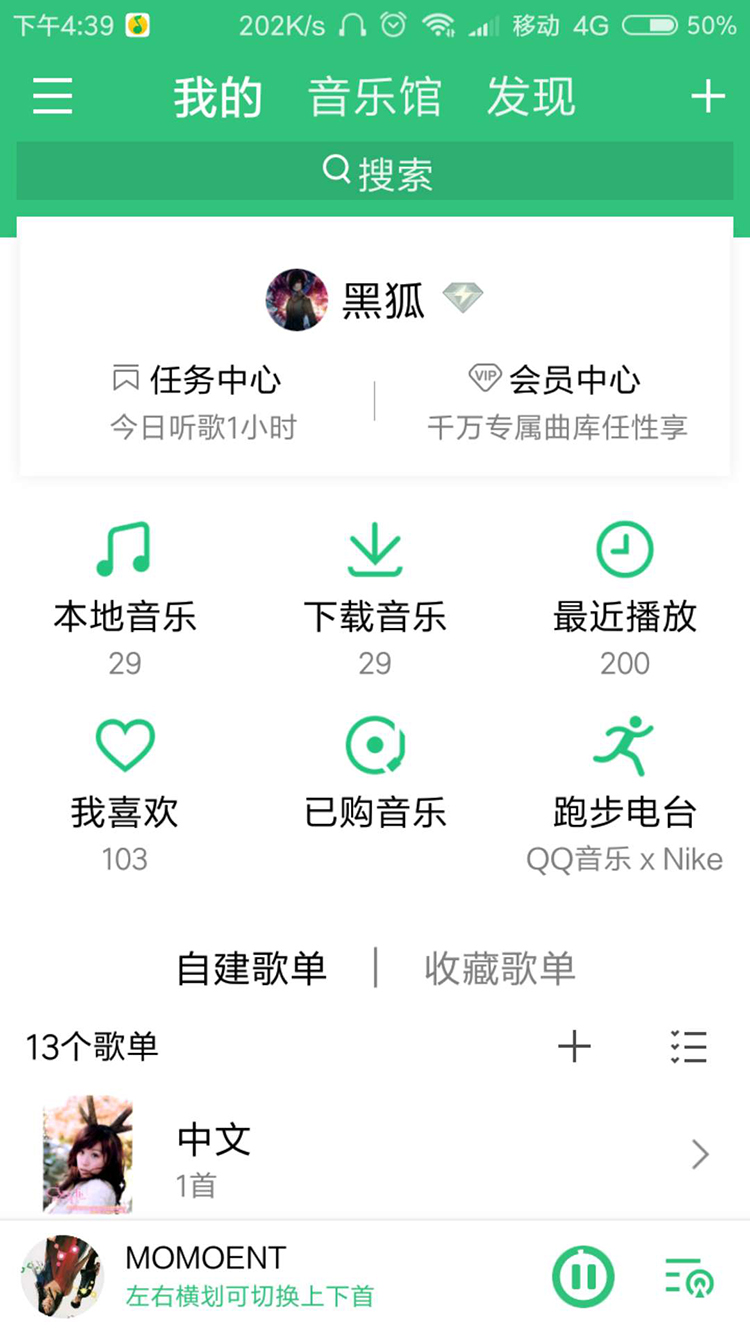 下午4:39 202K/s 移动 4G 50%
我的 音乐馆 发现
搜索
黑狐
任务中心 VIP 会员中心
今日听歌1小时 千万专属曲库任性享
本地音乐 下载音乐 最近播放
29 29 200
我喜欢 已购音乐 跑步电台
103 QQ音乐 x Nike
自建歌单 | 收藏歌单
13个歌单
中文
1首
MOMOENT
左右横划可切换上下首